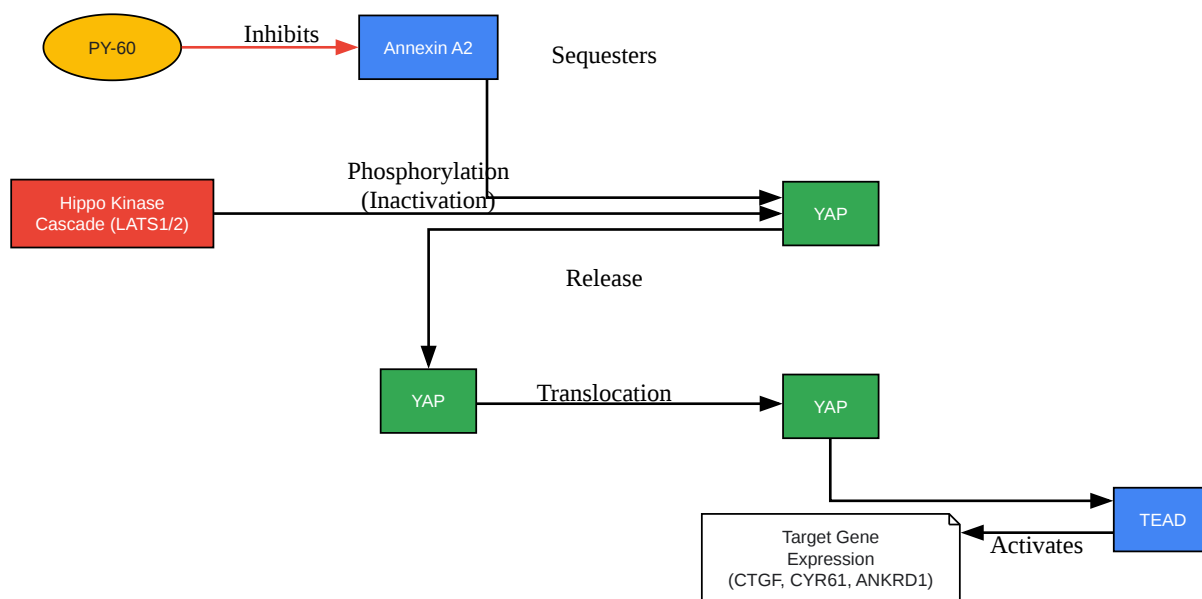 PY-60
Inhibits
Annexin A2
Sequesters
Phosphorylation
(Inactivation)
Hippo Kinase
Cascade (LATS1/2)
YAP
Release
YAP
Translocation
YAP
TEAD
Activates
Target Gene
Expression
(CTGF, CYR61, ANKRD1)